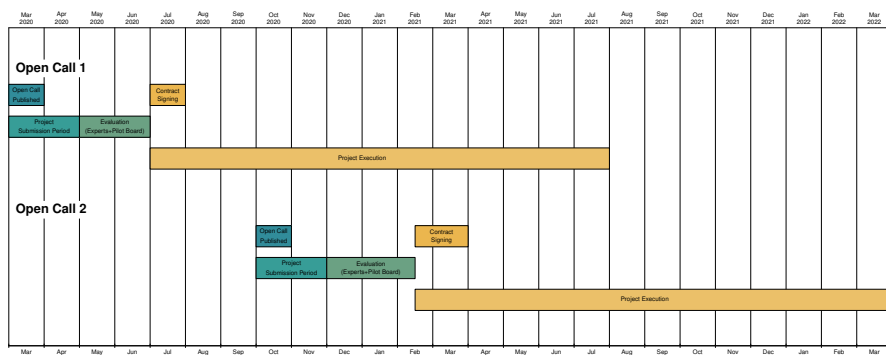 Mar Apr May Jun Jul Aug Sep Oct Nov Dec Jan Feb Mar Apr May Jun Jul Aug Sep Oct Nov Dec Jan Feb Mar
2020 2020 2020 2020 2020 2020 2020 2020 2020 2020 2021 2021 2021 2021 2021 2021 2021 2021 2021 2021 2021 2021 2022 2022 2022
Open Call 1
Open Call
Published
Contract
Signing
Project
Submission Period
Evaluation
(Experts+Pilot Board)
Project Execution
Open Call 2
Open Call
Published
Contract
Signing
Project
Submission Period
Evaluation
(Experts+Pilot Board)
Project Execution
Mar Apr May Jun Jul Aug Sep Oct Nov Dec Jan Feb Mar Apr May Jun Jul Aug Sep Oct Nov Dec Jan Feb Mar